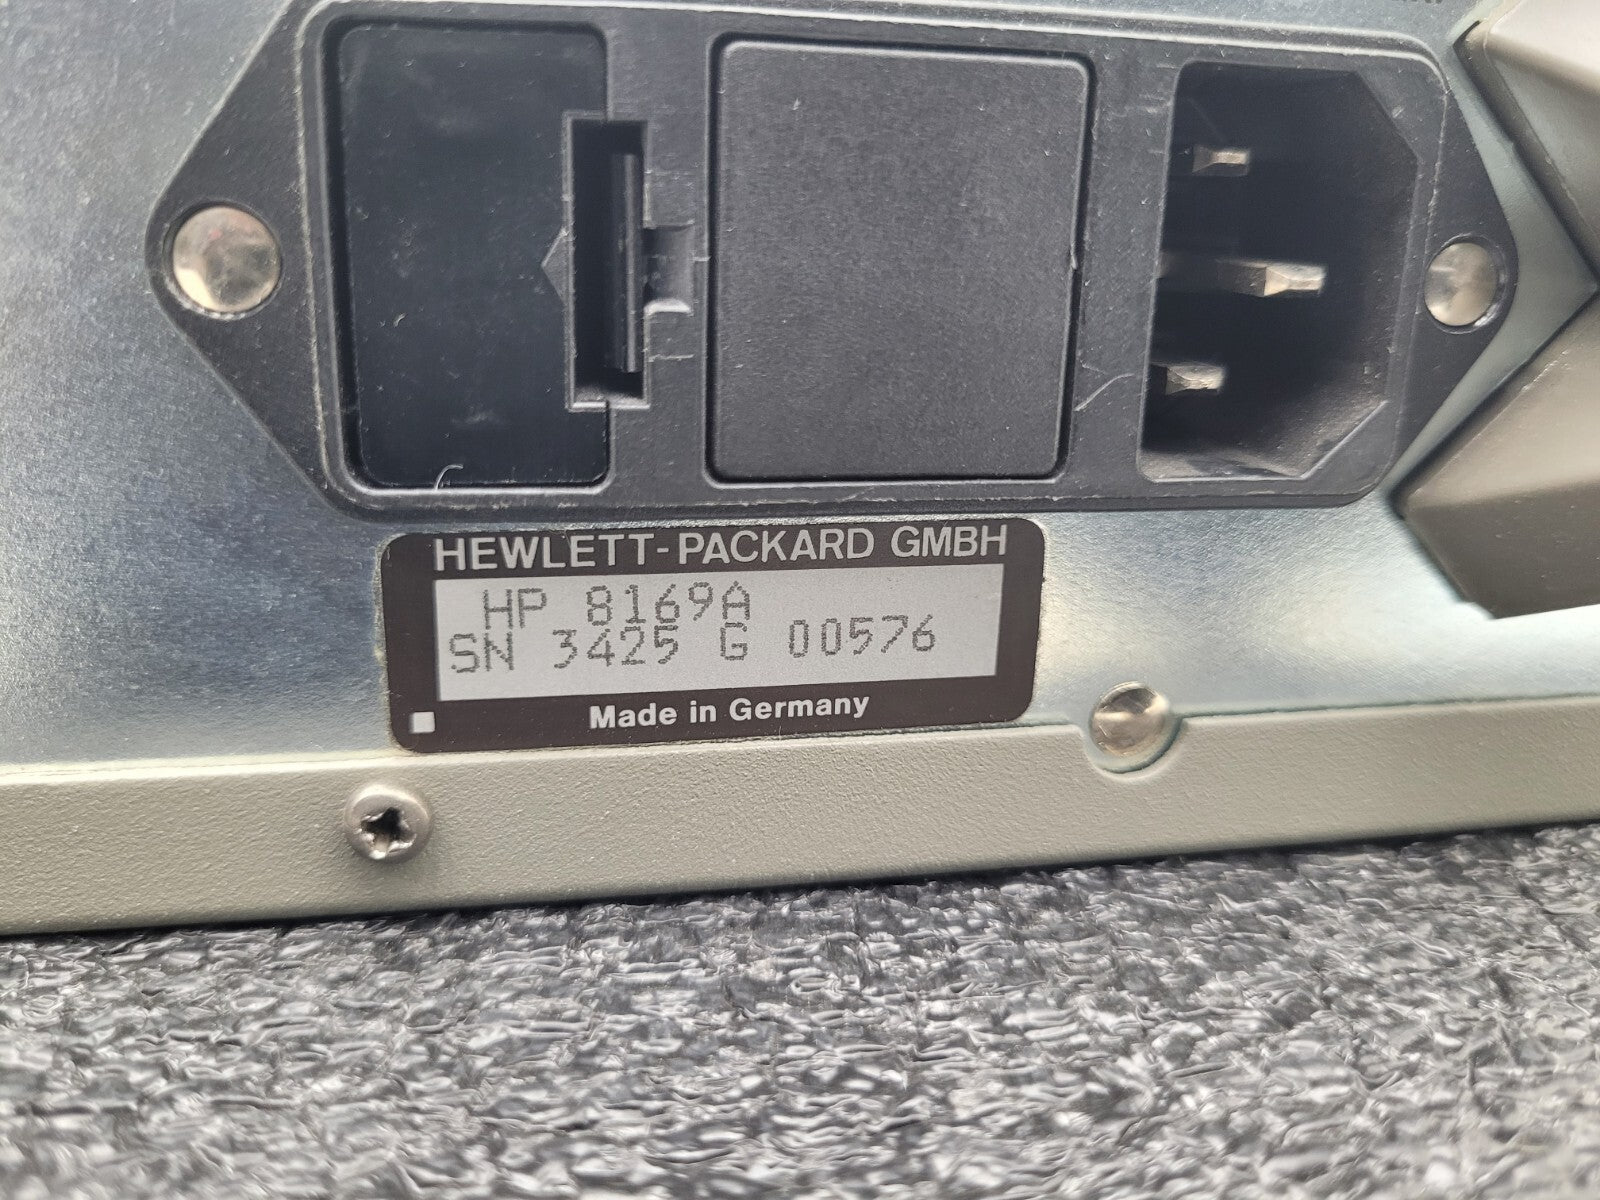 HEWLETT-PACKARD GMBH
HP 8169A
SN 3425 G 00576
Made in Germany